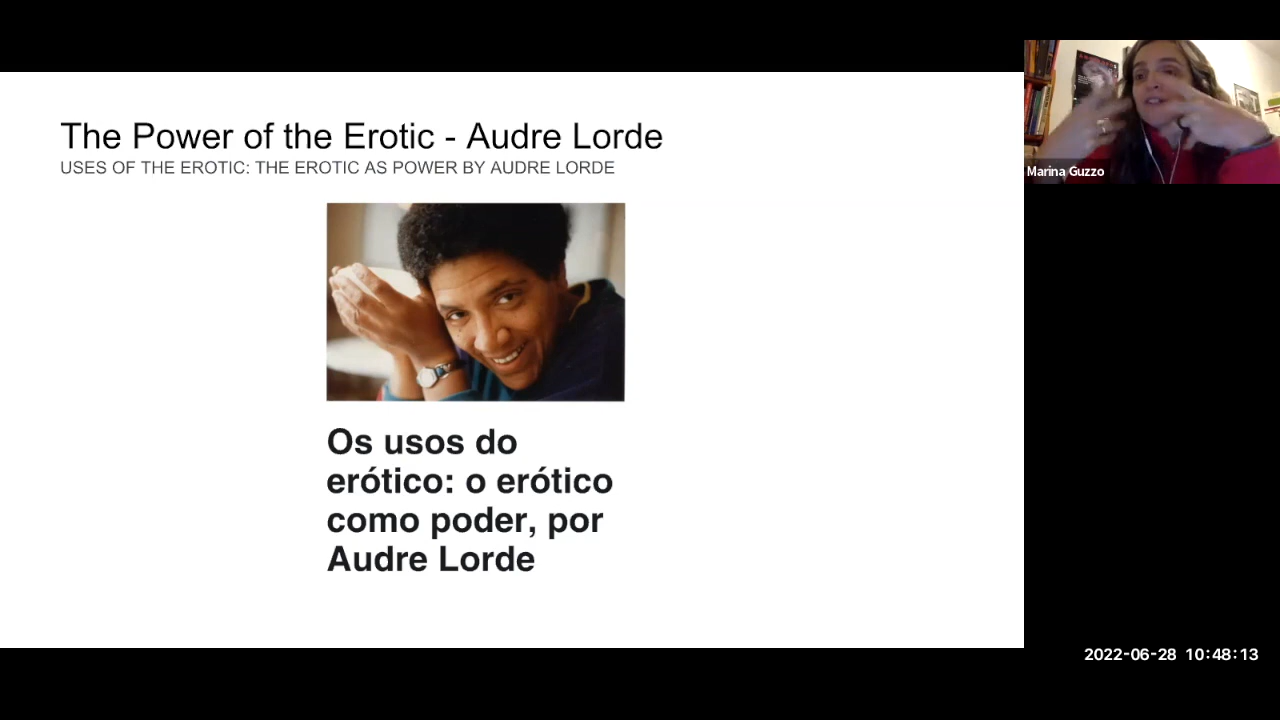 The Power of the Erotic - Audre Lorde
USES OF THE EROTIC: THE EROTIC AS POWER BY AUDRE LORDE
Os usos do
erótico: o erótico
como poder, por
Audre Lorde
Marina Guzzo
2022-06-28 10:48:13